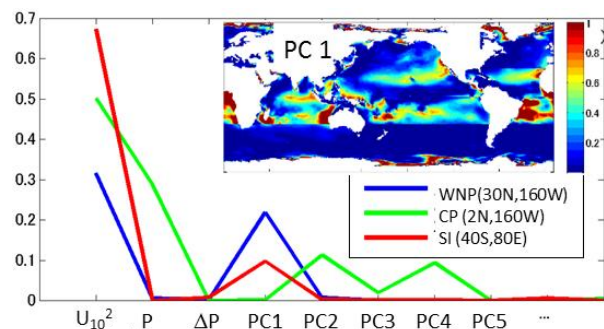 0.7
0.6
0.5
0.4
0.3
0.2
0.1
0
PC 1
1
0.8
0.6
0.4
0.2
WNP(30N,160W)
CP (2N,160W)
SI (40S,80E)
U₁₀² P ΔP PC1 PC2 PC3 PC4 PC5 ...